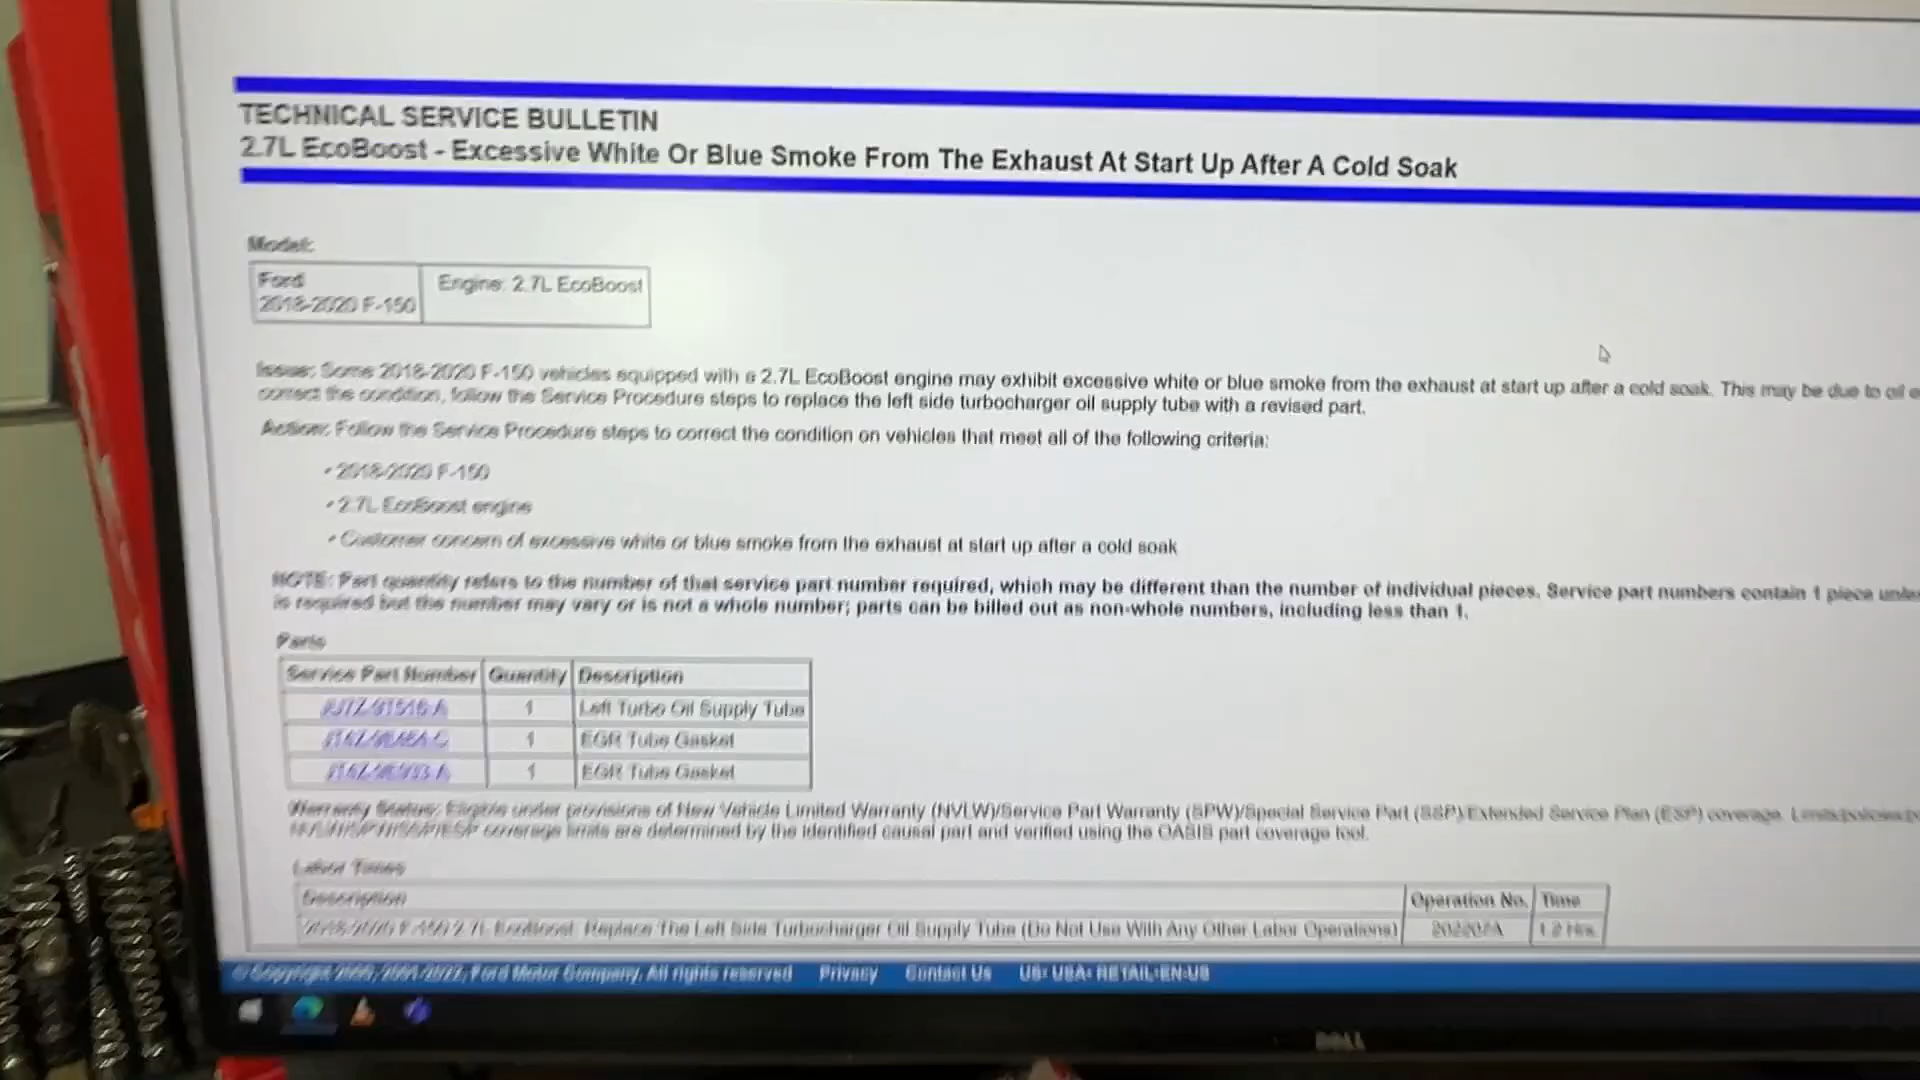 TECHNICAL SERVICE BULLETIN
2.7L EcoBoost - Excessive White Or Blue Smoke From The Exhaust At Start Up After A Cold Soak
Model:
Ford
2018-2020 F-150
Engine: 2.7L EcoBoost
Issue: Some 2018-2020 F-150 vehicles equipped with a 2.7L EcoBoost engine may exhibit excessive white or blue smoke from the exhaust at start up after a cold soak. This may be due to oil
correct the condition, follow the Service Procedure steps to replace the left side turbocharger oil supply tube with a revised part.
Action: Follow the Service Procedure steps to correct the condition on vehicles that meet all of the following criteria:
• 2018-2020 F-150
• 2.7L EcoBoost engine
• Customer concern of excessive white or blue smoke from the exhaust at start up after a cold soak
NOTE: Part quantity refers to the number of that service part number required, which may be different than the number of individual pieces. Service part numbers contain 1 piece
is required but the number may vary or is not a whole number; parts can be billed out as non-whole numbers, including less than 1.
Parts
Service Part Number Quantity Description
1 Left Turbo Oil Supply Tube
1 EGR Tube Gasket
1 EGR Tube Gasket
Warranty Status: Eligible under provisions of New Vehicle Limited Warranty (NVLW)/Service Part Warranty (SPW)/Special Service Part (SSP)/Extended Service Plan (ESP) coverage.
coverage limits are determined by the identified causal part and verified using the OASIS part coverage tool.
Labor Times
Description Operation No. Time
2018-2020 F-150 2.7L EcoBoost: Replace The Left Side Turbocharger Oil Supply Tube (Do Not Use With Any Other Labor Operations) 1.2 Hrs.
Ford Motor Company, All rights reserved Privacy Contact Us US: USA: RETAIL:EN-US
DELL